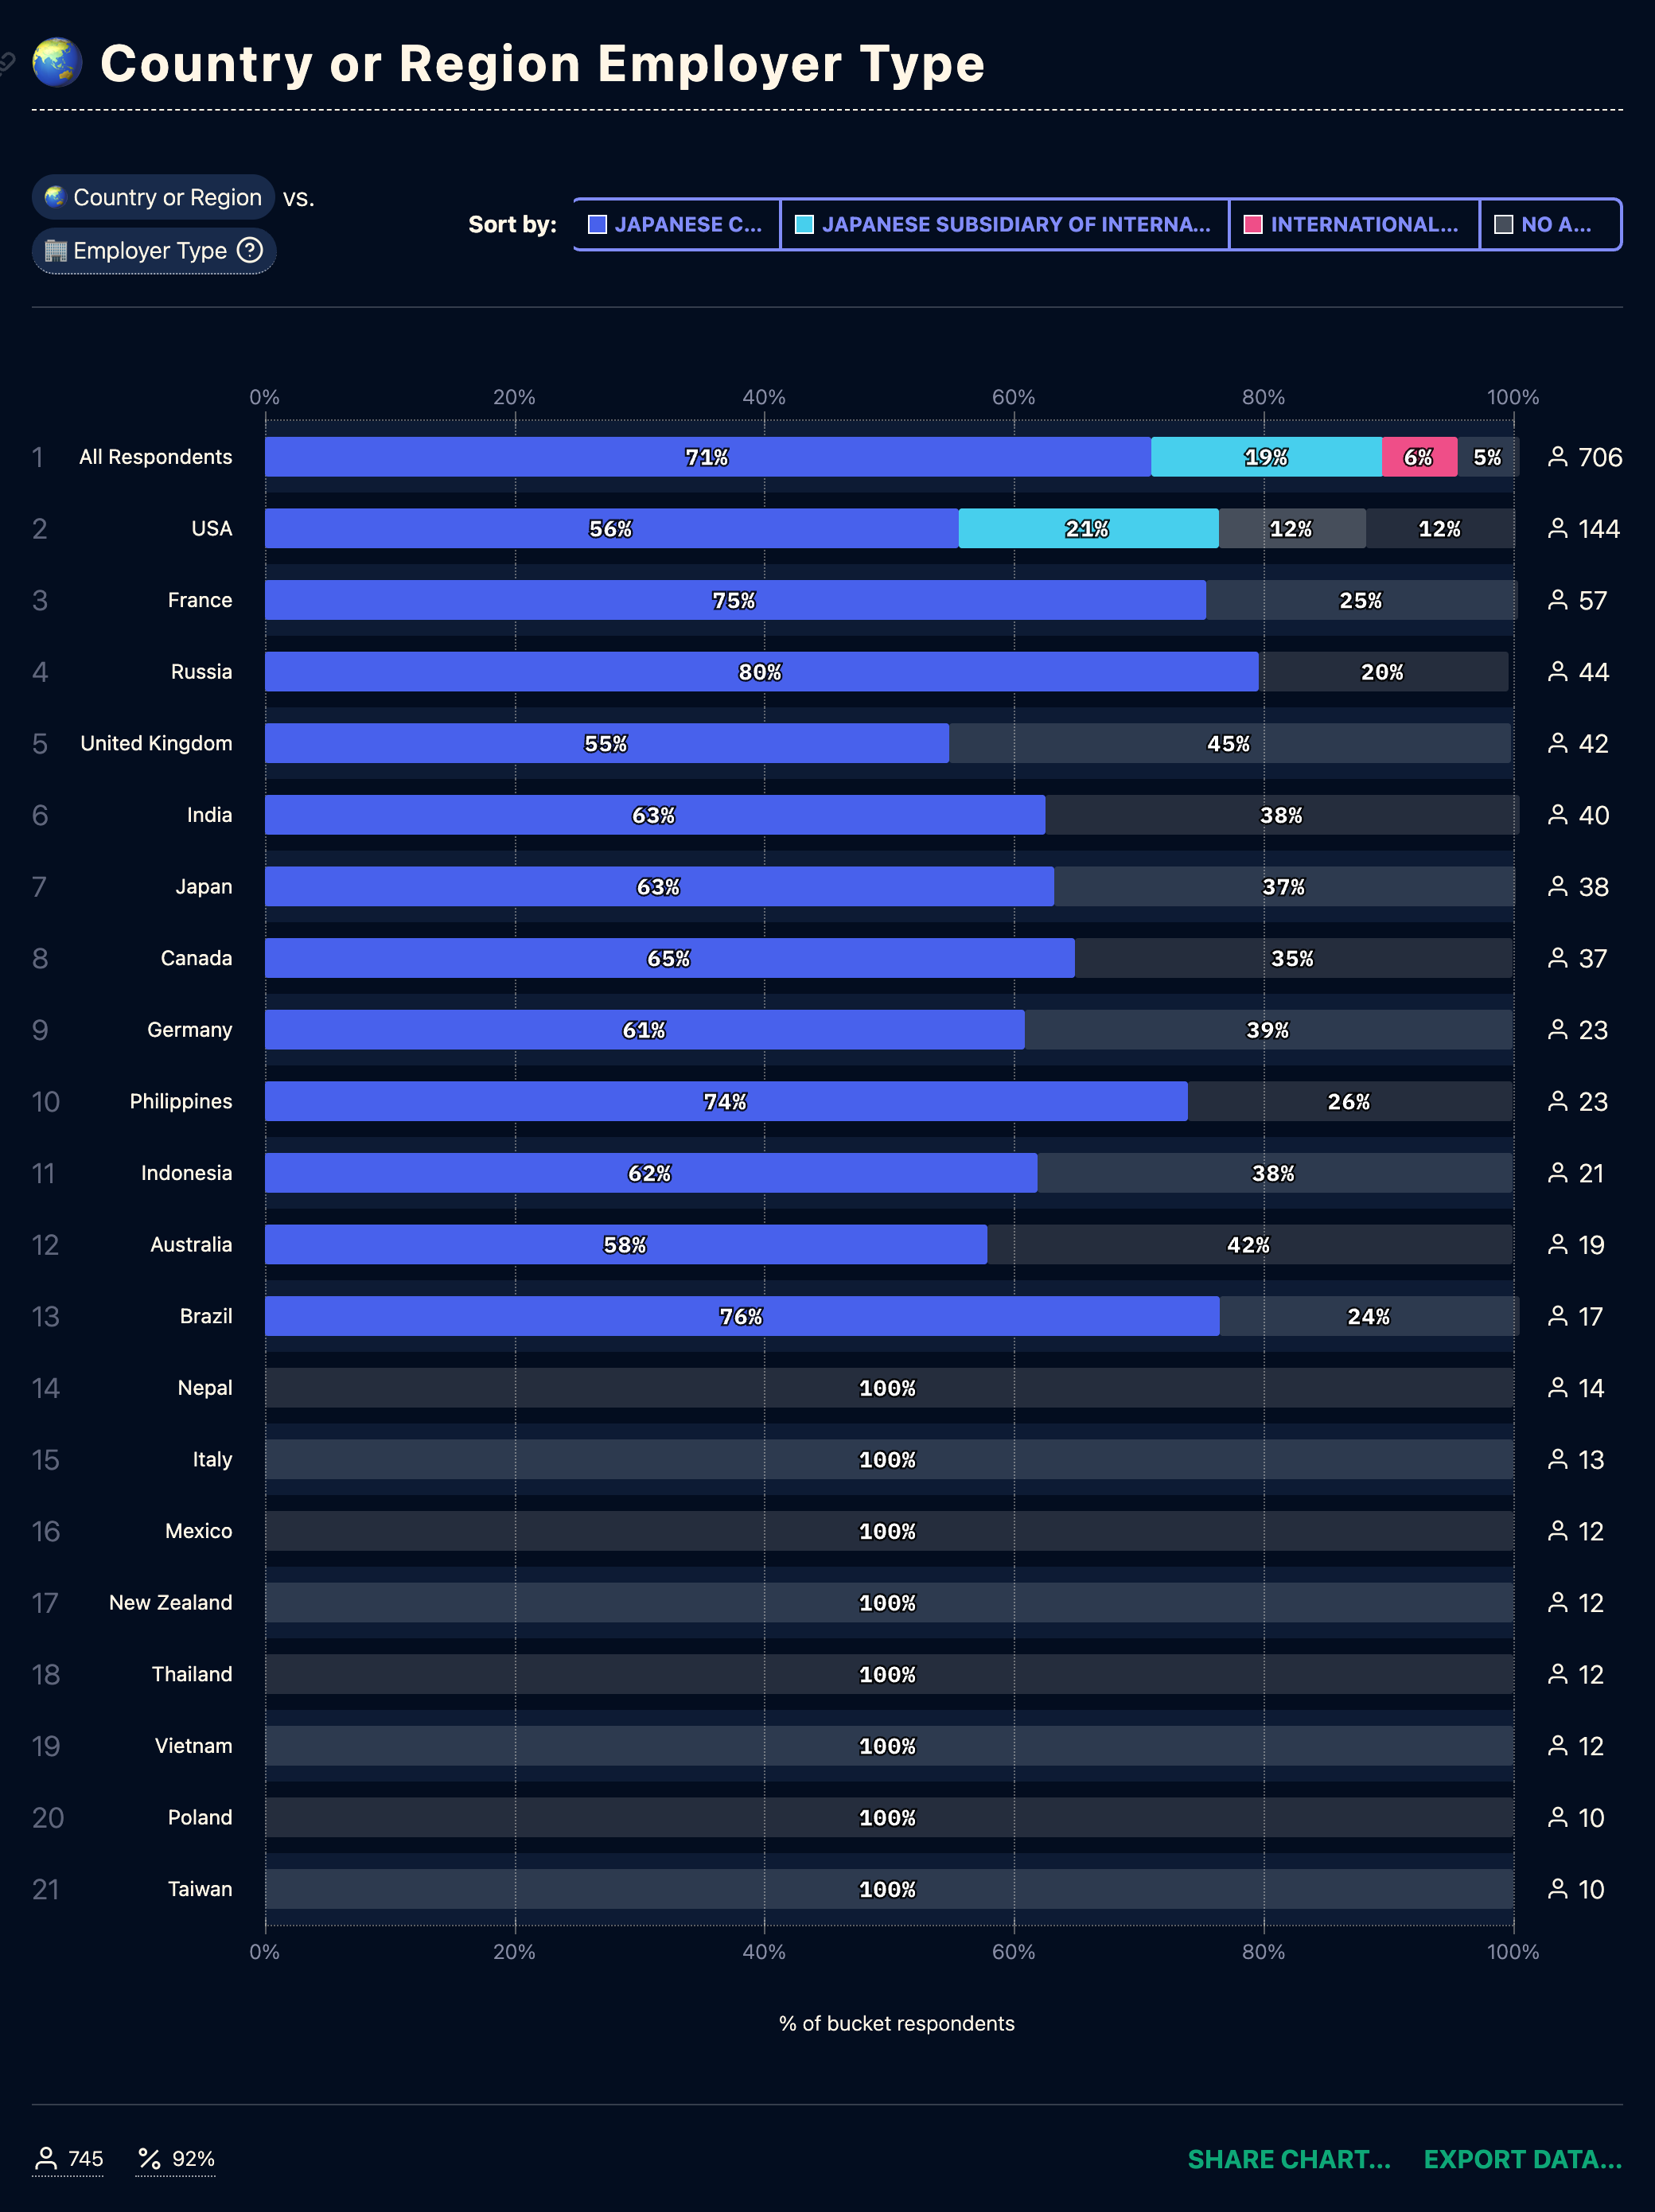 Country or Region Employer Type
Country or Region vs.
Employer Type ?
Sort by: JAPANESE C... JAPANESE SUBSIDIARY OF INTERNA... INTERNATIONAL... NO A...
0% 20% 40% 60% 80% 100%
1 All Respondents 71% 19% 6% 5% 706
2 USA 56% 21% 12% 12% 144
3 France 75% 25% 57
4 Russia 80% 20% 44
5 United Kingdom 55% 45% 42
6 India 63% 38% 40
7 Japan 63% 37% 38
8 Canada 65% 35% 37
9 Germany 61% 39% 23
10 Philippines 74% 26% 23
11 Indonesia 62% 38% 21
12 Australia 58% 42% 19
13 Brazil 76% 24% 17
14 Nepal 100% 14
15 Italy 100% 13
16 Mexico 100% 12
17 New Zealand 100% 12
18 Thailand 100% 12
19 Vietnam 100% 12
20 Poland 100% 10
21 Taiwan 100% 10
0% 20% 40% 60% 80% 100%
% of bucket respondents
745 % 92% SHARE CHART... EXPORT DATA...